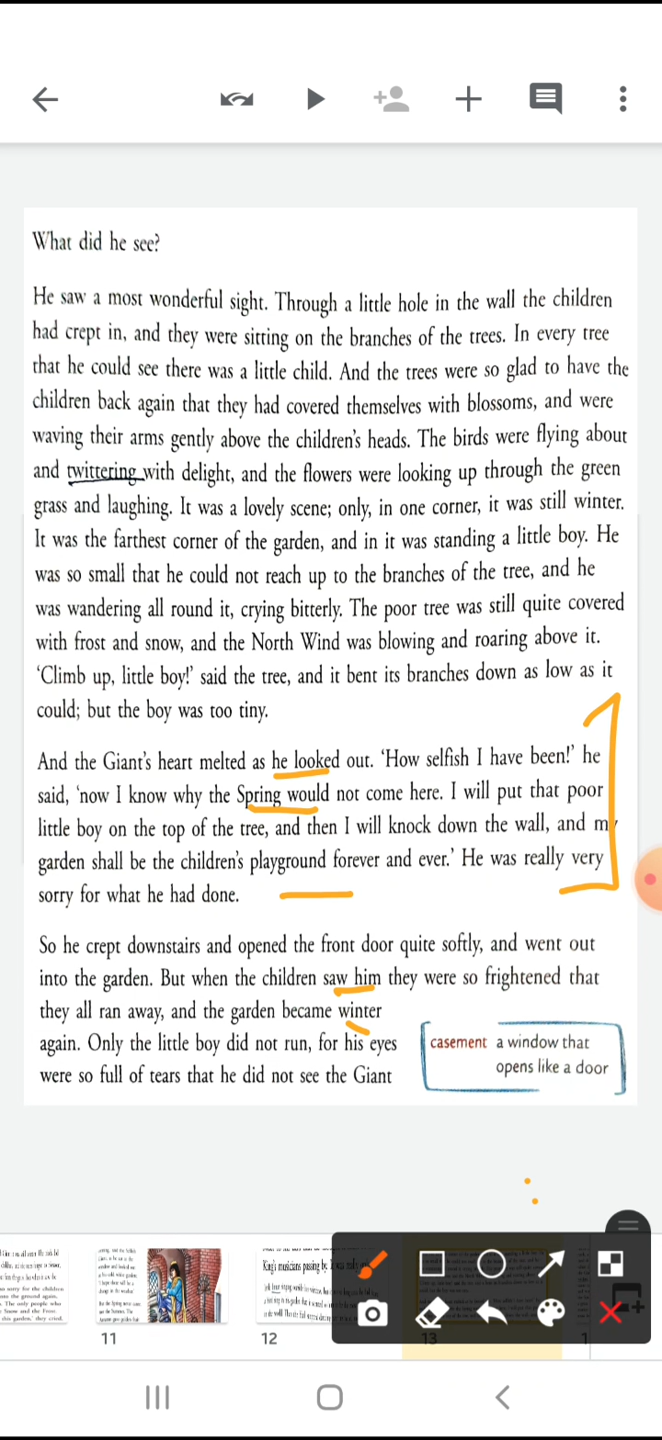 What did he see?
He saw a most wonderful sight. Through a little hole in the wall the children
had crept in, and they were sitting on the branches of the trees. In every tree
that he could see there was a little child. And the trees were so glad to have the
children back again that they had covered themselves with blossoms, and were
waving their arms gently above the children's heads. The birds were flying about
and twittering with delight, and the flowers were looking up through the green
grass and laughing. It was a lovely scene; only, in one corner, it was still winter.
It was the farthest corner of the garden, and in it was standing a little boy. He
was so small that he could not reach up to the branches of the tree, and he
was wandering all round it, crying bitterly. The poor tree was still quite covered
with frost and snow, and the North Wind was blowing and roaring above it.
‘Climb up, little boy!’ said the tree, and it bent its branches down as low as it
could; but the boy was too tiny.
And the Giant's heart melted as he looked out. ‘How selfish I have been!’ he
said, ‘now I know why the Spring would not come here. I will put that poor
little boy on the top of the tree, and then I will knock down the wall, and my
garden shall be the children's playground forever and ever.’ He was really very
sorry for what he had done.
So he crept downstairs and opened the front door quite softly, and went out
into the garden. But when the children saw him they were so frightened that
they all ran away, and the garden became winter
again. Only the little boy did not run, for his eyes
were so full of tears that he did not see the Giant
casement a window that
opens like a door
11
12
13